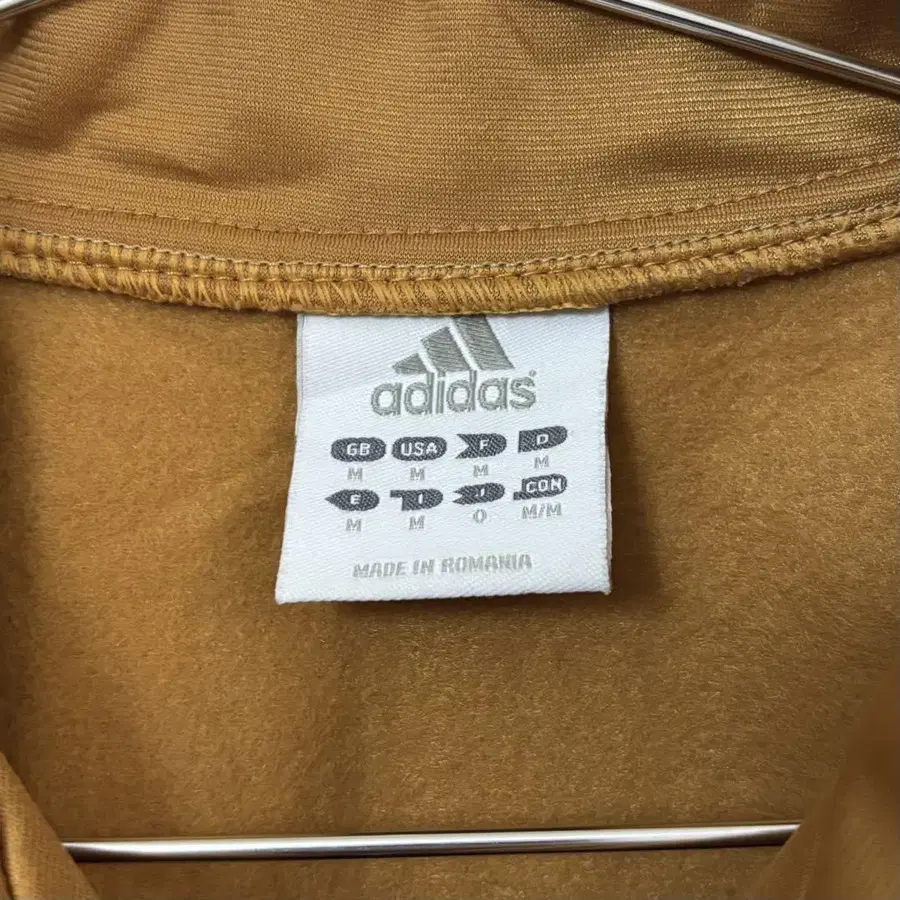 adidas
GB USA F D
M M M M
E I J CON
M M O M/M
MADE IN ROMANIA